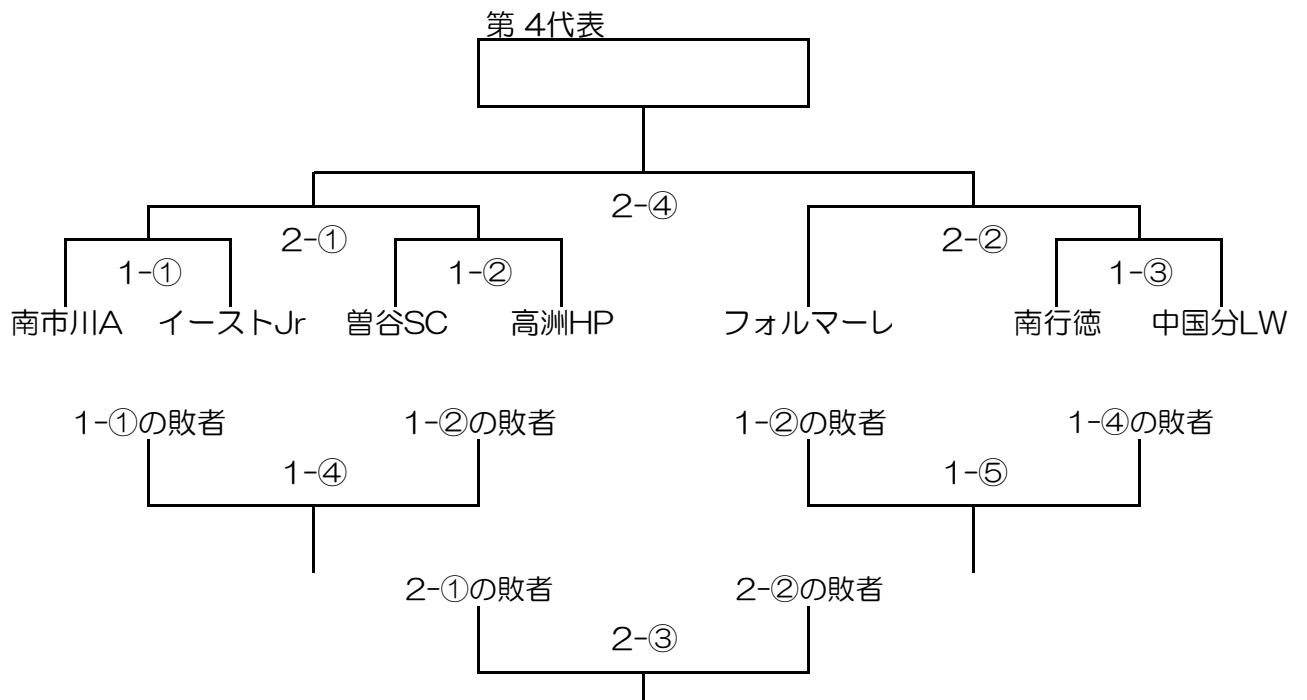 第 4代表
2-④
2-① 2-②
1-① 1-② 1-③
南市川A イーストJr 曽谷SC 高洲HP フォルマーレ 南行徳 中国分LW
1-①の敗者 1-②の敗者 1-②の敗者 1-④の敗者
1-④ 1-⑤
2-①の敗者 2-②の敗者
2-③